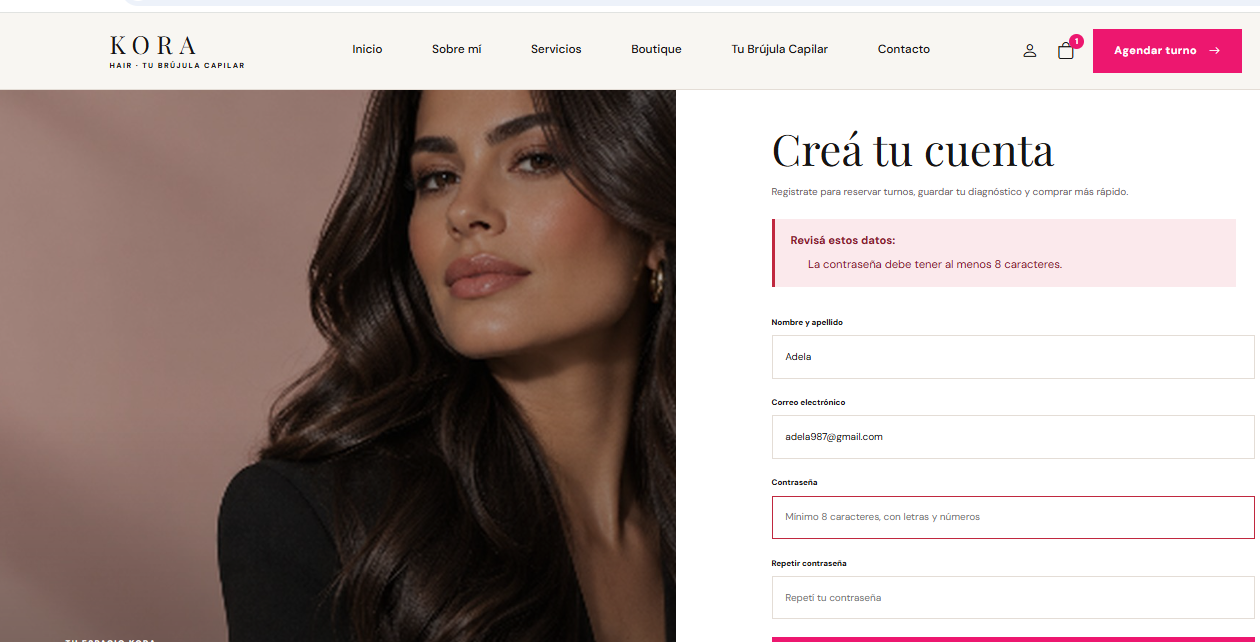 KORA
HAIR · TU BRÚJULA CAPILAR
Inicio
Sobre mí
Servicios
Boutique
Tu Brújula Capilar
Contacto
1
Agendar turno →
Creá tu cuenta
Registrate para reservar turnos, guardar tu diagnóstico y comprar más rápido.
Revisá estos datos:
La contraseña debe tener al menos 8 caracteres.
Nombre y apellido
Adela
Correo electrónico
adela987@gmail.com
Contraseña
Mínimo 8 caracteres, con letras y números
Repetir contraseña
Repetí tu contraseña
TU ESPACIO KORA